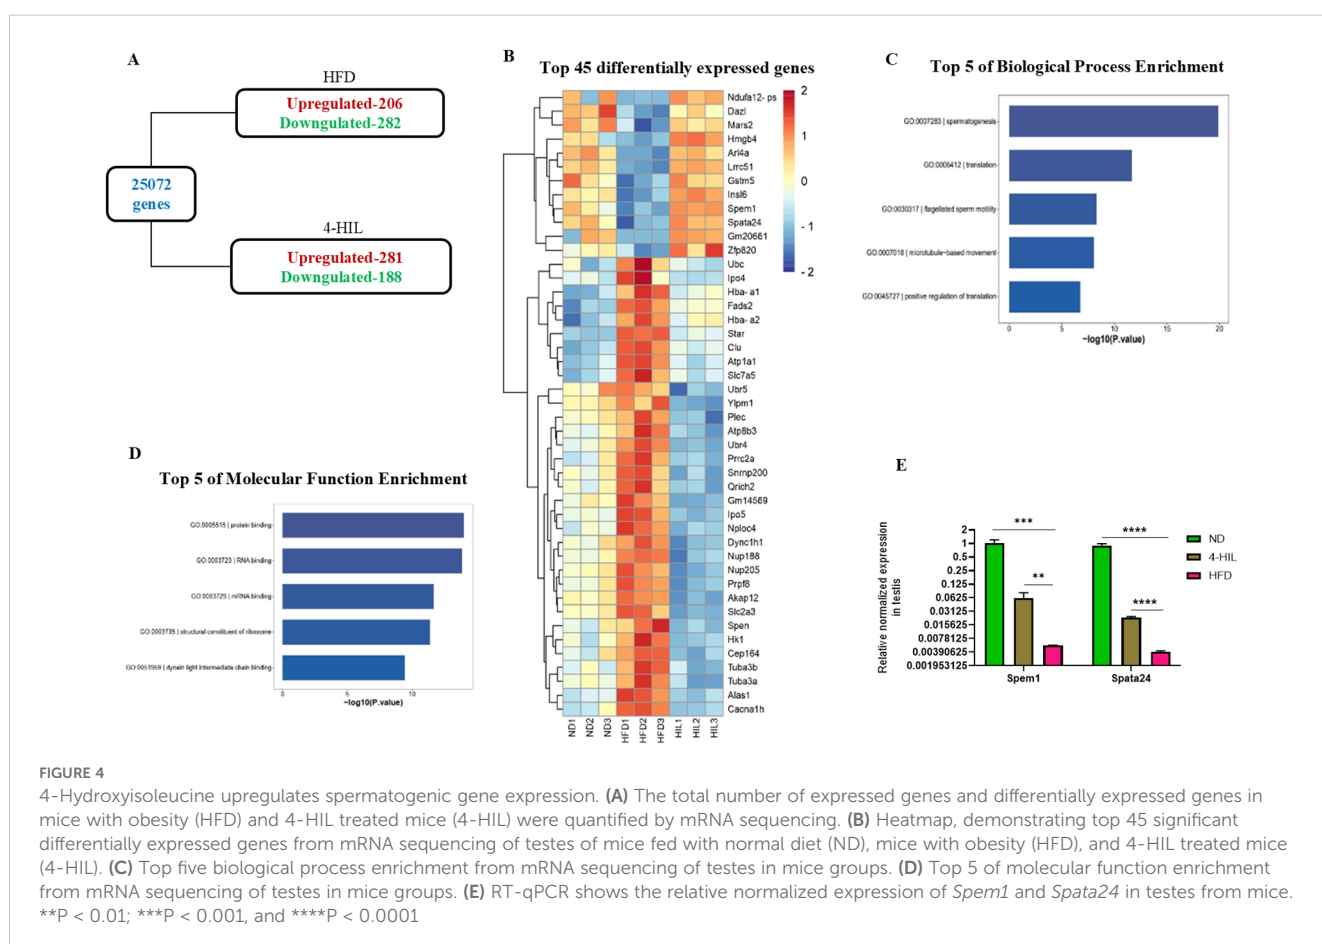 A
HFD
Upregulated-206
Downgulated-282
25072
genes
4-HIL
Upregulated-281
Downgulated-188
B
Top 45 differentially expressed genes
Ndufa12- ps
Dazl
Mars2
Hmgb4
Arl4a
Lrrc51
Gstm5
Insl6
Spem1
Spata24
Gm20661
Zfp820
Ubc
Ipo4
Hba- a1
Fads2
Hba- a2
Star
Clu
Atp1a1
Slc7a5
Ubr5
Ylpm1
Plec
Atp8b3
Ubr4
Prrc2a
Snrnp200
Qrich2
Gm14569
Ipo5
Nploc4
Dync1h1
Nup188
Nup205
Prpf8
Akap12
Slc2a3
Spen
Hk1
Cep164
Tuba3b
Tuba3a
Alas1
Cacna1h
2
1
0
- 1
- 2
ND1 ND2 ND3 HFD1 HFD2 HFD3 HIL1 HIL2 HIL3
C
Top 5 of Biological Process Enrichment
GO:0007283 | spermatogenesis
GO:0006412 | translation
GO:0030317 | flagellated sperm motility
GO:0007018 | microtubule-based movement
GO:0045727 | positive regulation of translation
0 5 10 15 20
-log10(P.value)
D
Top 5 of Molecular Function Enrichment
GO:0005515 | protein binding
GO:0003723 | RNA binding
GO:0003729 | mRNA binding
GO:0003735 | structural constituent of ribosome
GO:0051959 | dynein light intermediate chain binding
0 10
-log10(P.value)
E
Relative normalized expression
in testis
2
1
0.5
0.25
0.125
0.0625
0.03125
0.015625
0.0078125
0.00390625
0.001953125
***
**
****
****
Spem1 Spata24
ND
4-HIL
HFD
FIGURE 4
4-Hydroxyisoleucine upregulates spermatogenic gene expression. (A) The total number of expressed genes and differentially expressed genes in
mice with obesity (HFD) and 4-HIL treated mice (4-HIL) were quantified by mRNA sequencing. (B) Heatmap, demonstrating top 45 significant
differentially expressed genes from mRNA sequencing of testes of mice fed with normal diet (ND), mice with obesity (HFD), and 4-HIL treated mice
(4-HIL). (C) Top five biological process enrichment from mRNA sequencing of testes in mice groups. (D) Top 5 of molecular function enrichment
from mRNA sequencing of testes in mice groups. (E) RT-qPCR shows the relative normalized expression of Spem1 and Spata24 in testes from mice.
**P < 0.01; ***P < 0.001, and ****P < 0.0001